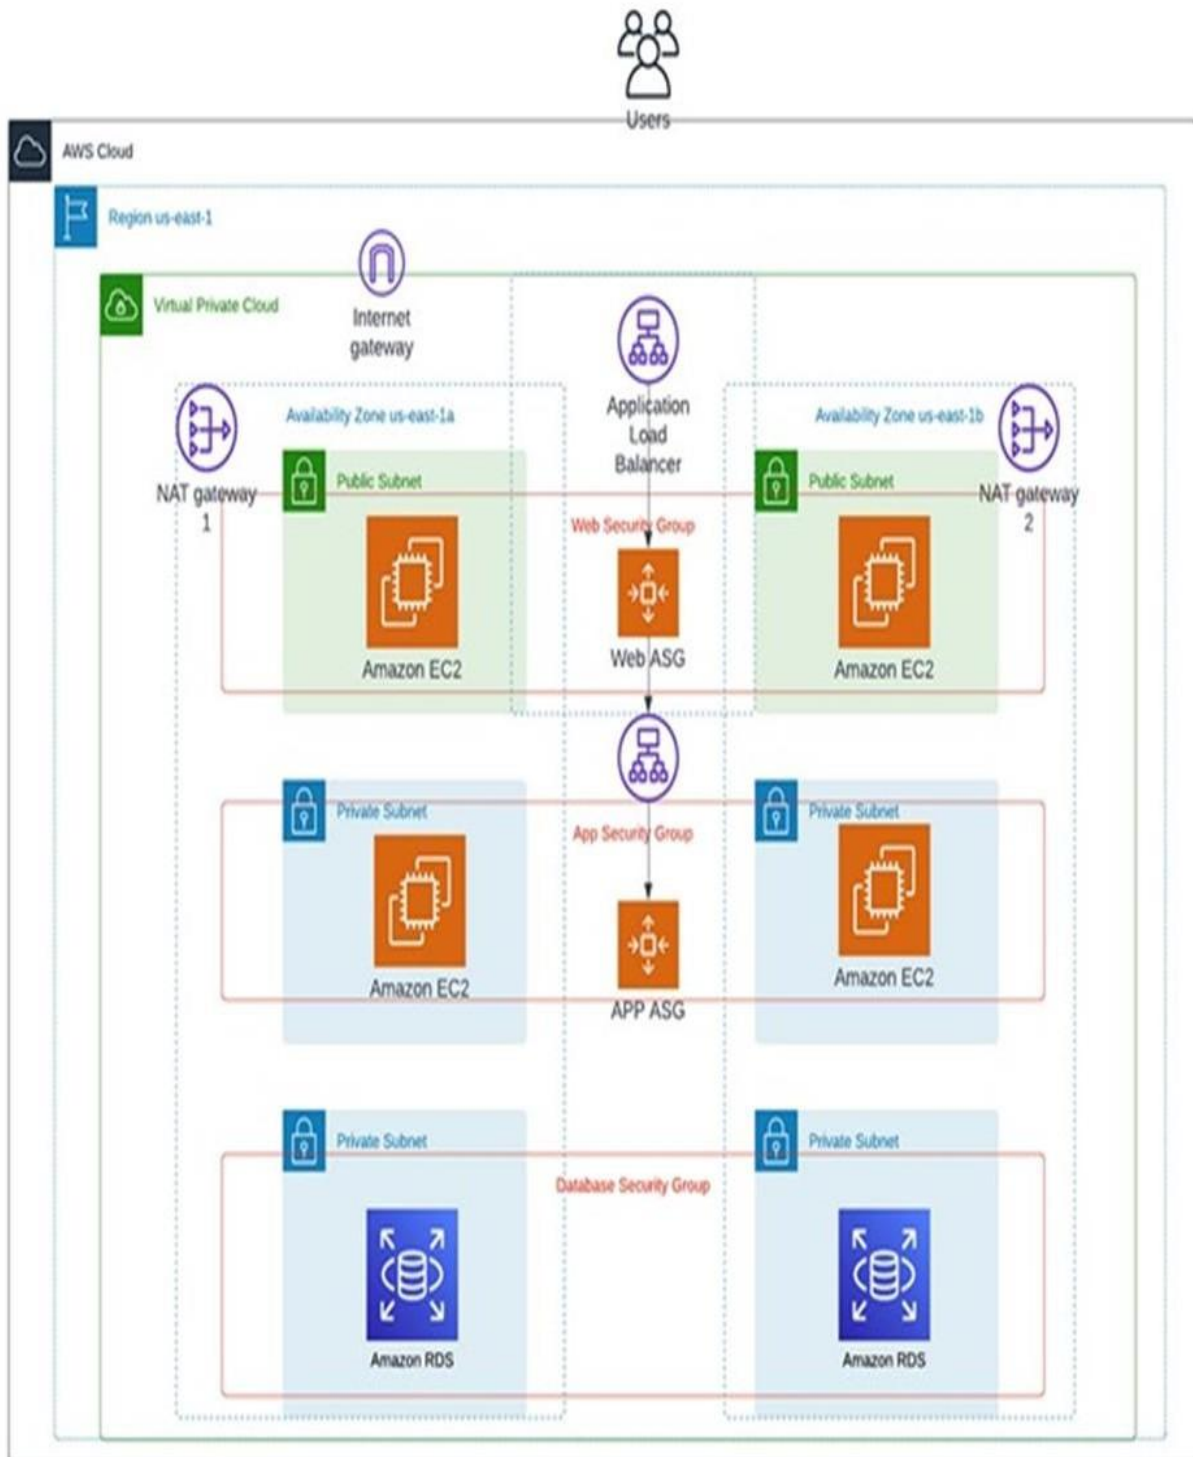 Users
AWS Cloud
Region us-east-1
Virtual Private Cloud
Internet
gateway
Application
Load
Balancer
Availability Zone us-east-1a
Availability Zone us-east-1b
NAT gateway
1
Public Subnet
Public Subnet
NAT gateway
2
Web Security Group
Amazon EC2
Web ASG
Amazon EC2
Private Subnet
Private Subnet
App Security Group
Amazon EC2
APP ASG
Amazon EC2
Private Subnet
Private Subnet
Database Security Group
Amazon RDS
Amazon RDS